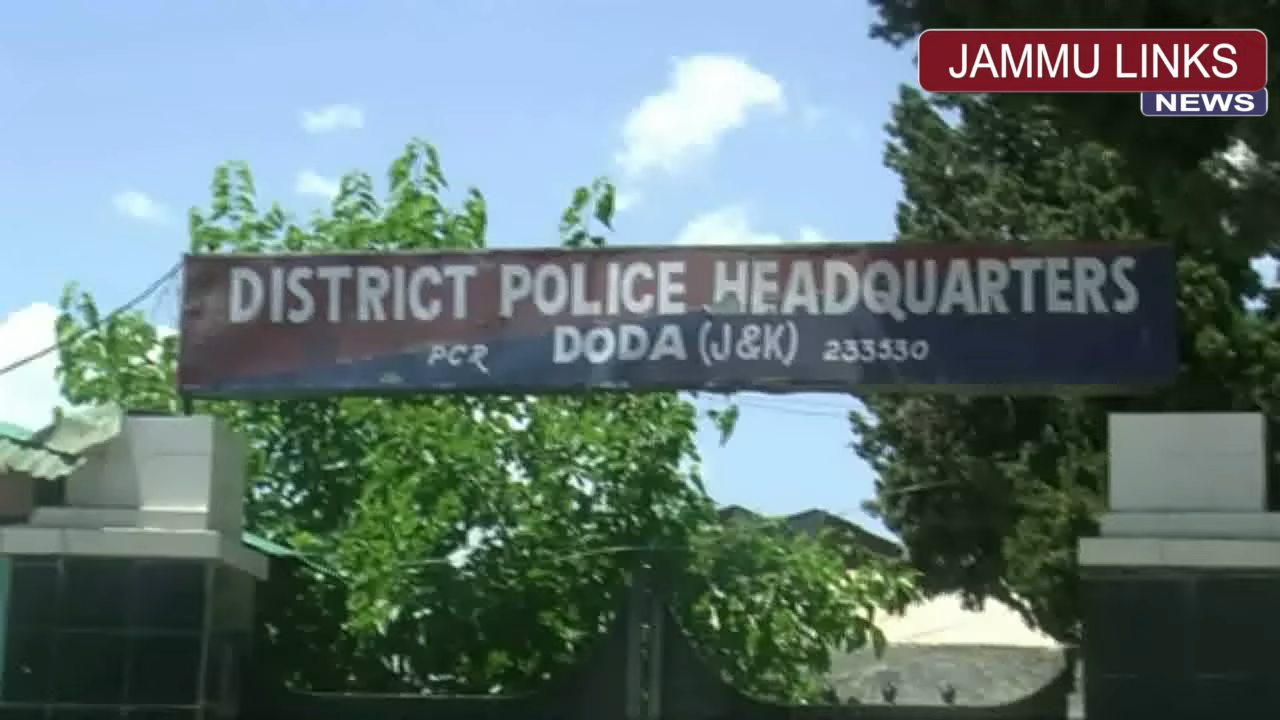 JAMMU LINKS
NEWS
DISTRICT POLICE HEADQUARTERS
PCR DODA (J&K) 233530